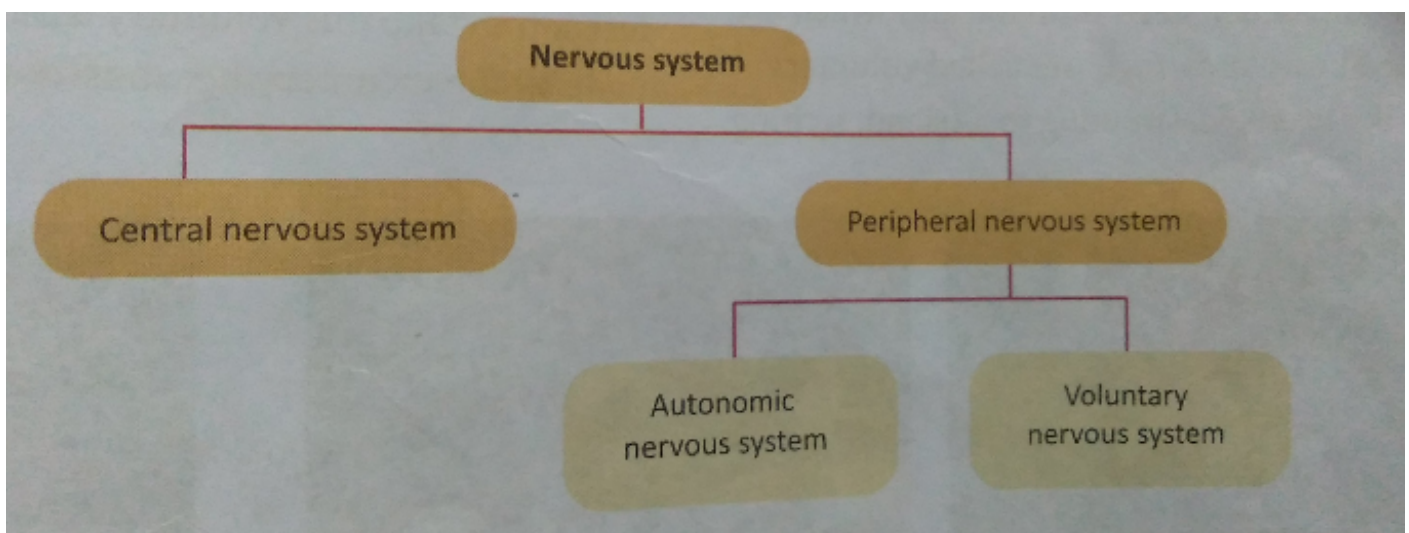 Nervous system
Central nervous system
Peripheral nervous system
Autonomic
nervous system
Voluntary
nervous system